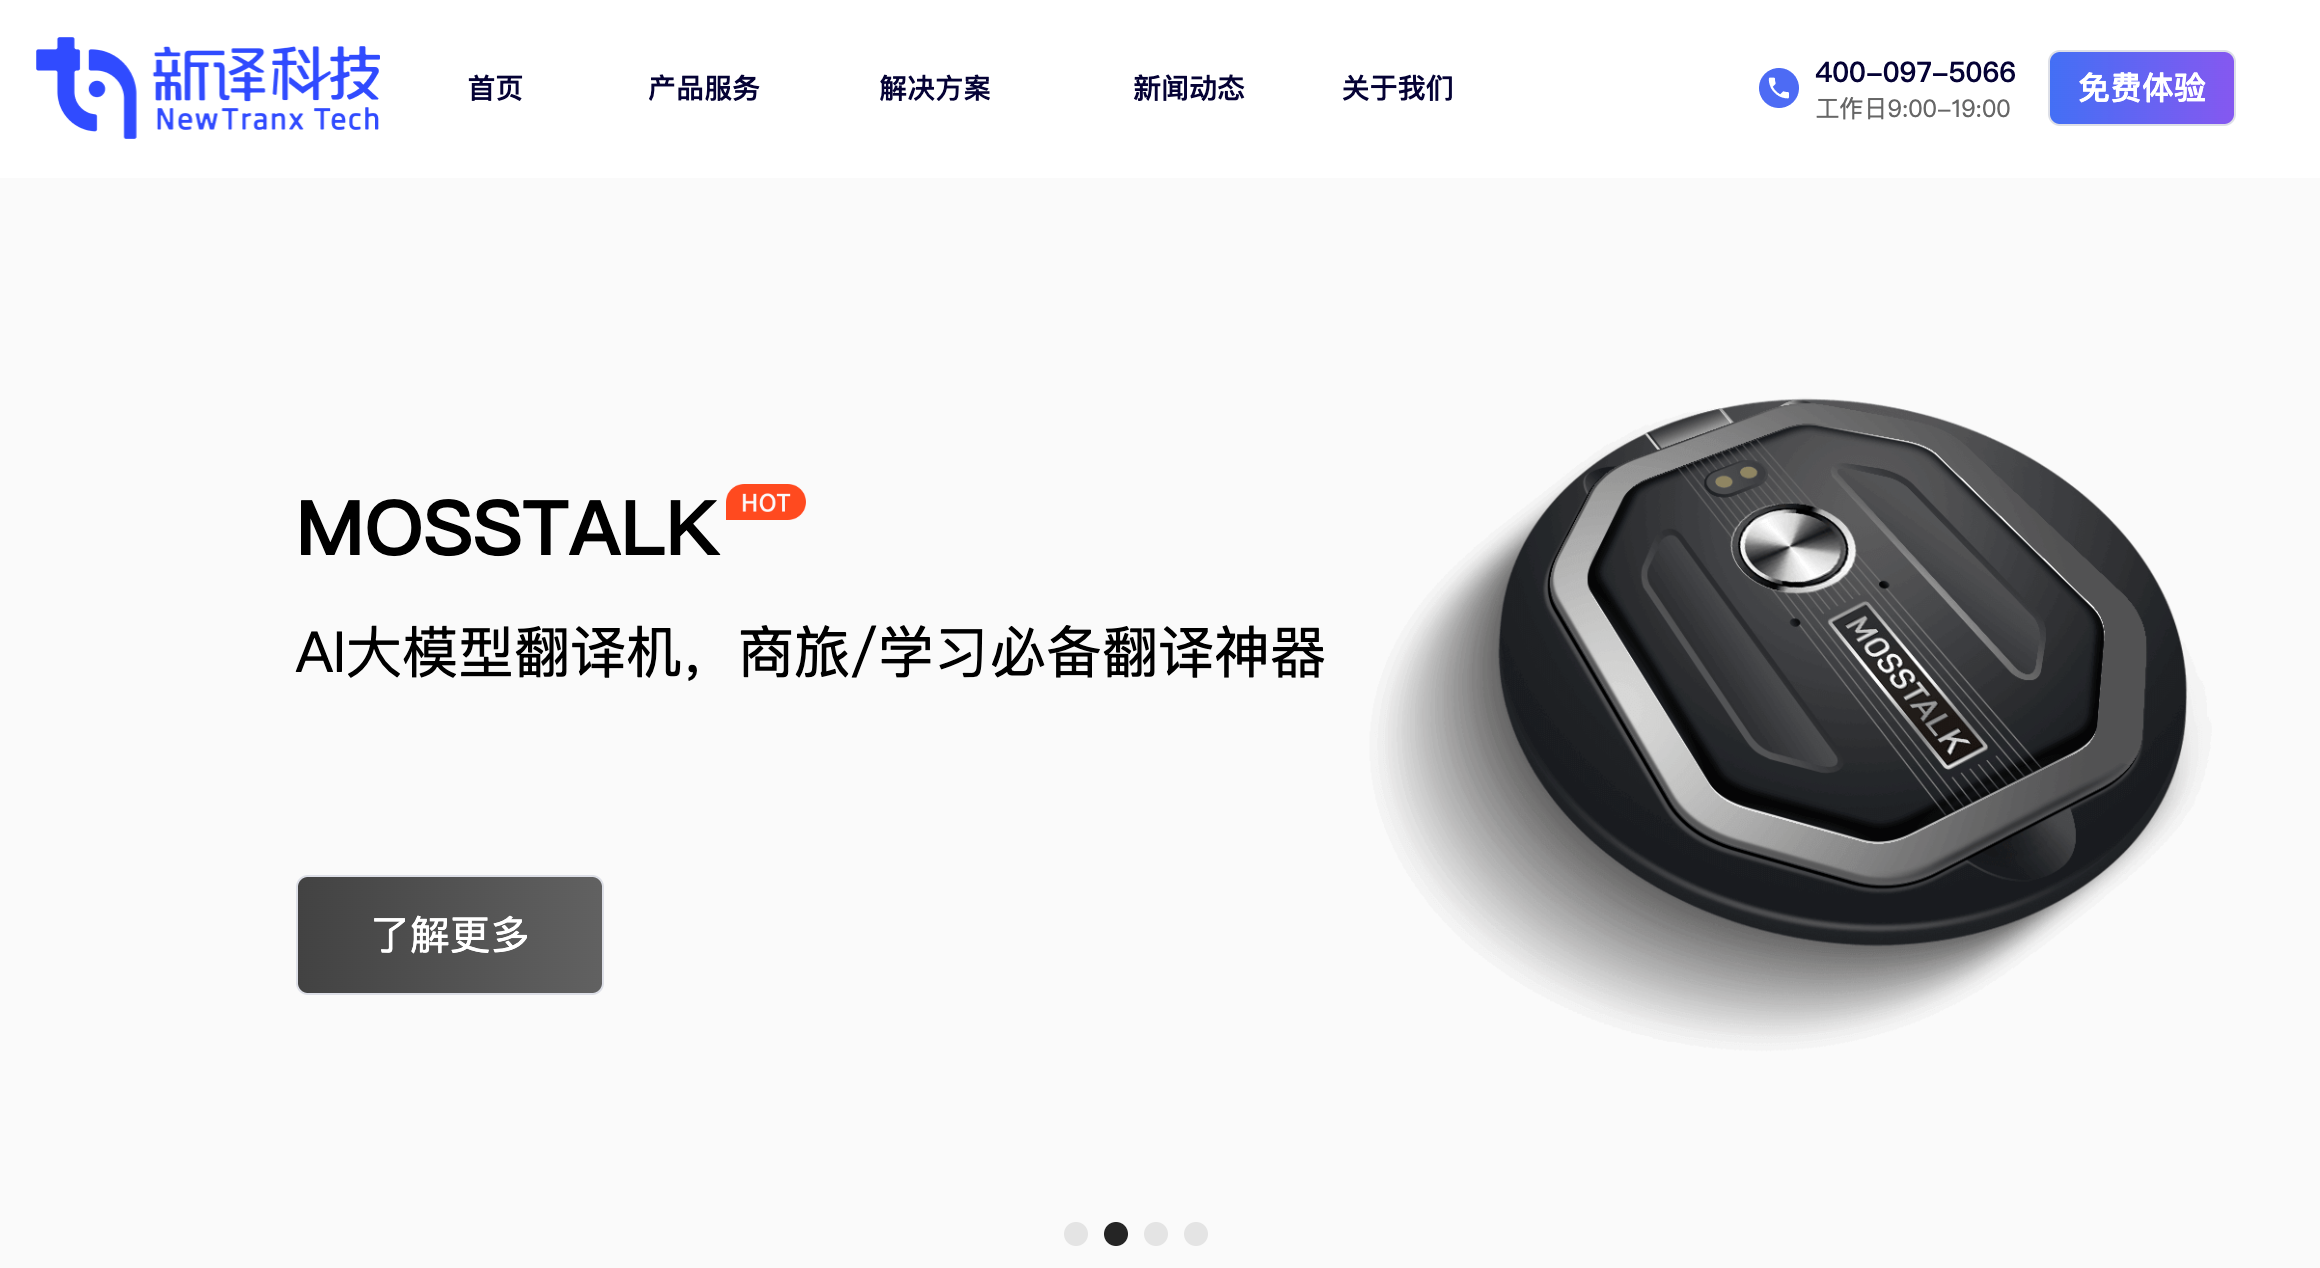 新译科技
NewTranx Tech
首页
产品服务
解决方案
新闻动态
关于我们
400-097-5066
工作日9:00-19:00
免费体验
MOSSTALK
HOT
AI大模型翻译机，商旅/学习必备翻译神器
MOSSTALK
了解更多